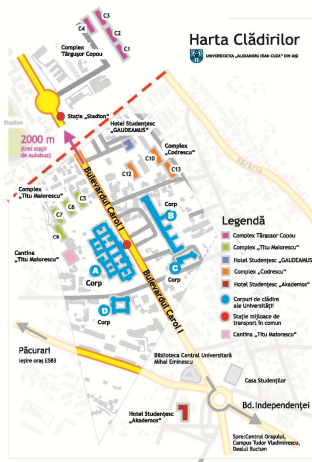 Harta Clădirilor
UNIVERSITATEA „ALEXANDRU IOAN CUZA" DIN IAȘI
C3
C4
C2
C1
Complex
Târgușor Copou
Stația „Stadion"
Stadion
2000 m
(trei stații
de autobuz)
Hotel Studențesc
„GAUDEAMUS"
Complex
„Codrescu"
C10
C12
C13
Complex
„Titu Maiorescu"
C5
C6
C7
C8
Cantina
„Titu Maiorescu"
Bulevardul Carol I
Corp
B
C
Corp
A
Corp
Corp
D
Bulevardul Carol I
Legendă
Complex Târgușor Copou
Complex „Titu Maiorescu"
Hotel Studențesc „GAUDEAMUS"
Complex „Codrescu"
Hotel Studențesc „Akademos"
Corpuri de clădire
ale Universității
Stație mijloace de
transport în comun
Cantina „Titu Maiorescu"
Păcurari
Ieșire oraș E583
Biblioteca Central Universitară
Mihai Eminescu
Casa Studenților
Bd.Independenței
Hotel Studențesc
„Akademos"
Spre:Centrul Orașului,
Campus Tudor Vladimirescu,
Dealul Bucium